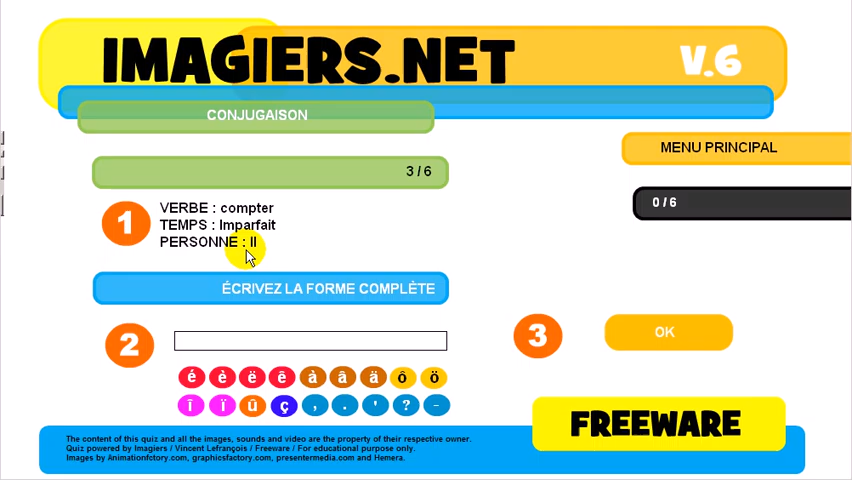 IMAGIERS.NET
V.6
CONJUGAISON
MENU PRINCIPAL
3 / 6
0 / 6
1
VERBE : compter
TEMPS : Imparfait
PERSONNE : Il
ÉCRIVEZ LA FORME COMPLÈTE
2
3
OK
é è ë ê à â ä ô ö
î ï û ç , . ' ? -
FREEWARE
The content of this quiz and all the images, sounds and video are the property of their respective owner.
Quiz powered by Imagiers / Vincent Lefrançois / Freeware / For educational purpose only.
Images by Animationfctory.com, graphicsfactory.com, presentermedia.com and Hemera.